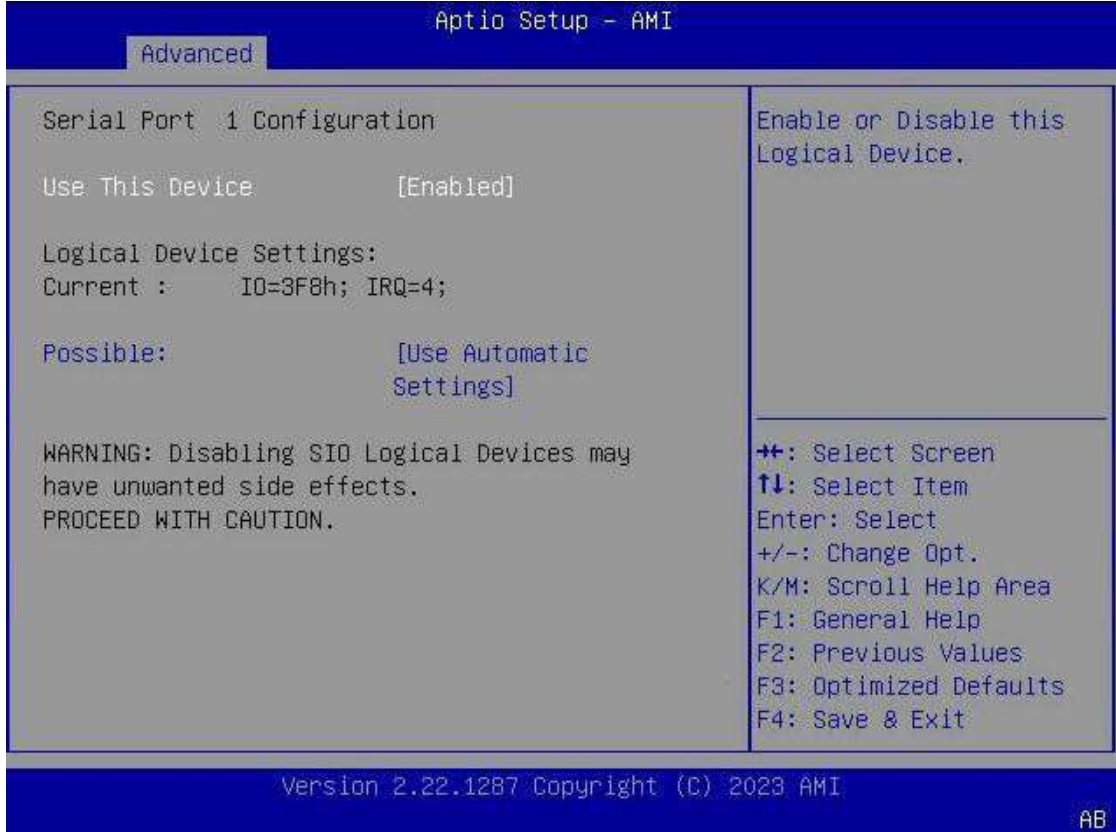 Aptio Setup – AMI
Advanced
Serial Port 1 Configuration
Use This Device [Enabled]
Logical Device Settings:
Current : IO=3F8h; IRQ=4;
Possible: [Use Automatic
Settings]
WARNING: Disabling SIO Logical Devices may
have unwanted side effects.
PROCEED WITH CAUTION.
Enable or Disable this
Logical Device.
→←: Select Screen
↑↓: Select Item
Enter: Select
+/-: Change Opt.
K/M: Scroll Help Area
F1: General Help
F2: Previous Values
F3: Optimized Defaults
F4: Save & Exit
Version 2.22.1287 Copyright (C) 2023 AMI
AB